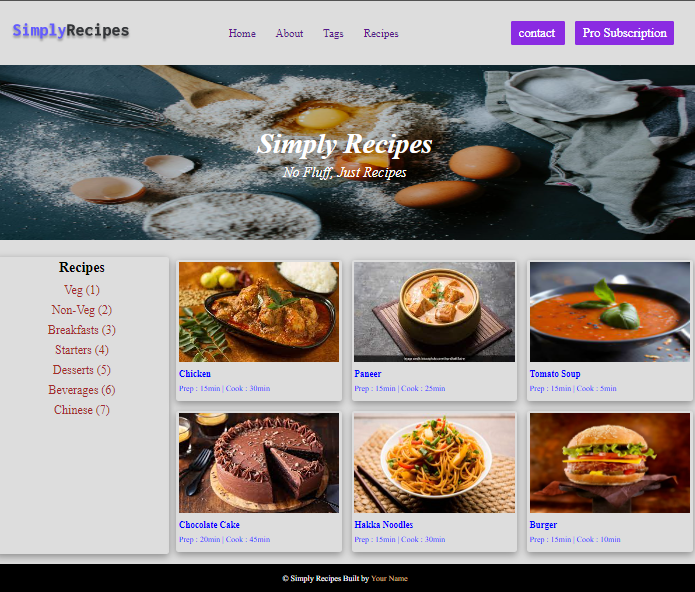 SimplyRecipes
Home About Tags Recipes
contact Pro Subscription
Simply Recipes
No Fluff, Just Recipes
Recipes
Veg (1)
Non-Veg (2)
Breakfasts (3)
Starters (4)
Desserts (5)
Beverages (6)
Chinese (7)
Chicken
Prep : 15min | Cook : 30min
Paneer
Prep : 15min | Cook : 25min
Tomato Soup
Prep : 15min | Cook : 5min
Chocolate Cake
Prep : 20min | Cook : 45min
Hakka Noodles
Prep : 15min | Cook : 30min
Burger
Prep : 15min | Cook : 10min
© Simply Recipes Built by Your Name